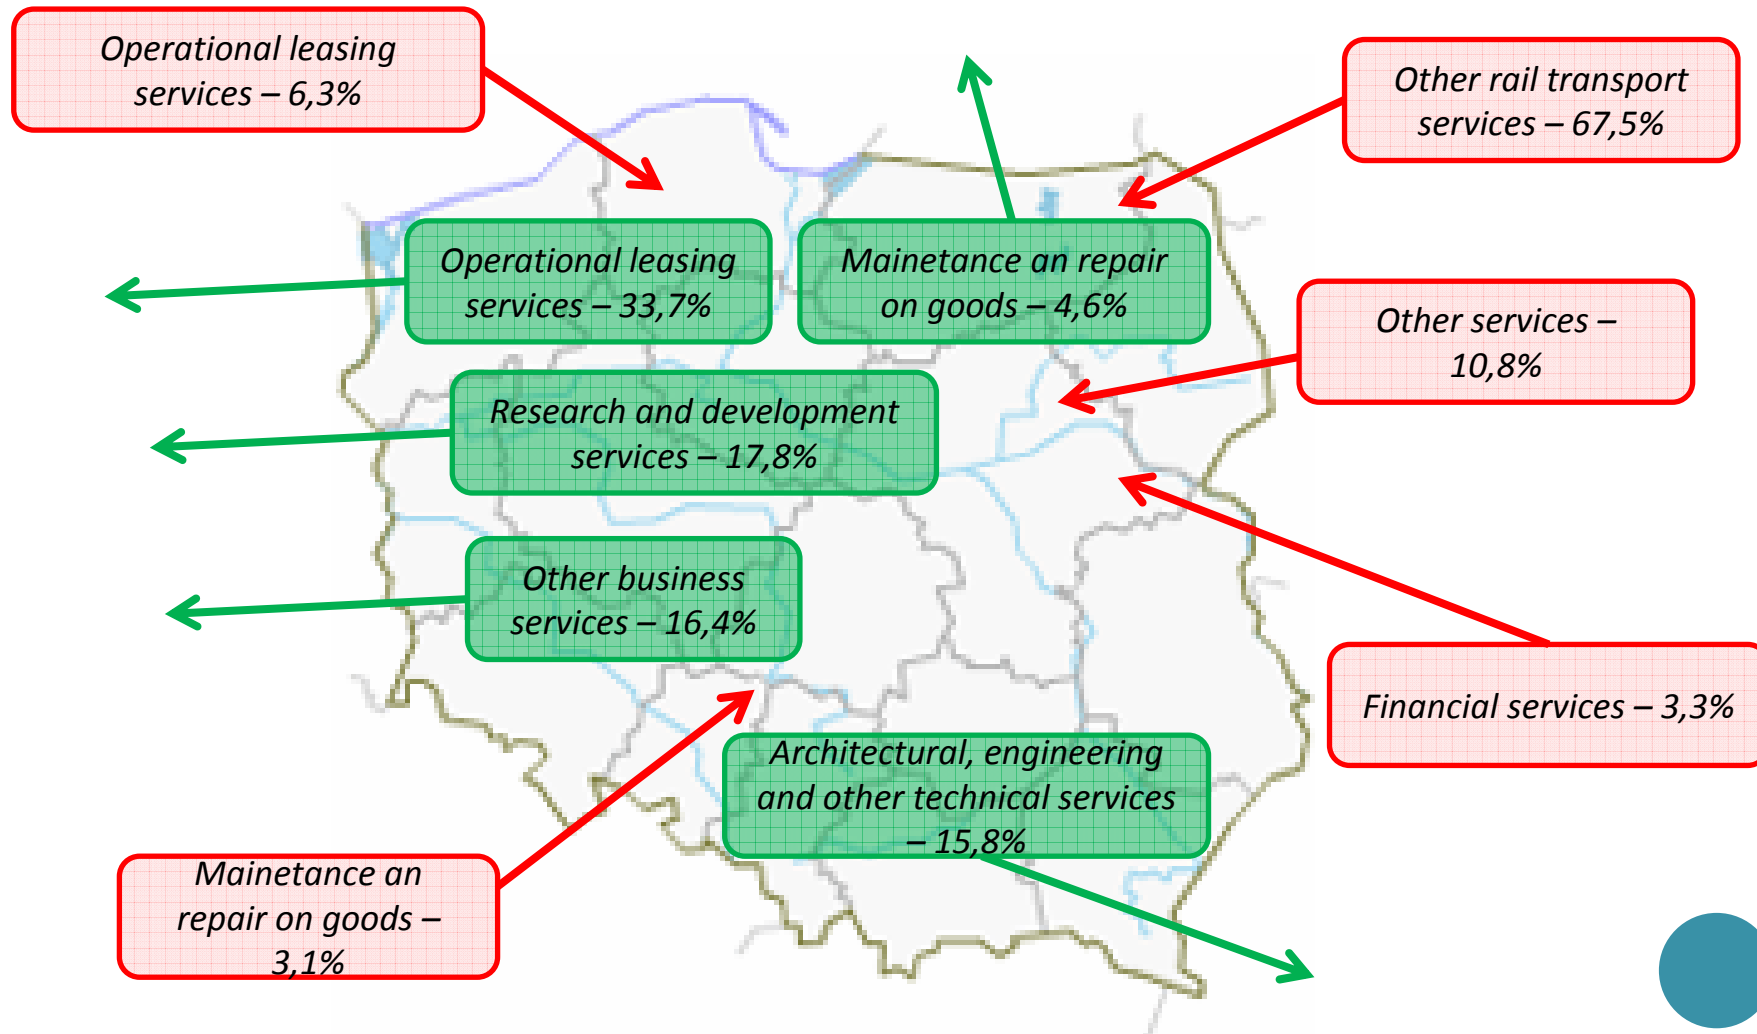 Operational leasing
services – 6,3%
Other rail transport
services – 67,5%
Operational leasing
services – 33,7%
Mainetance an repair
on goods – 4,6%
Other services –
10,8%
Research and development
services – 17,8%
Other business
services – 16,4%
Financial services – 3,3%
Architectural, engineering
and other technical services
– 15,8%
Mainetance an
repair on goods –
3,1%